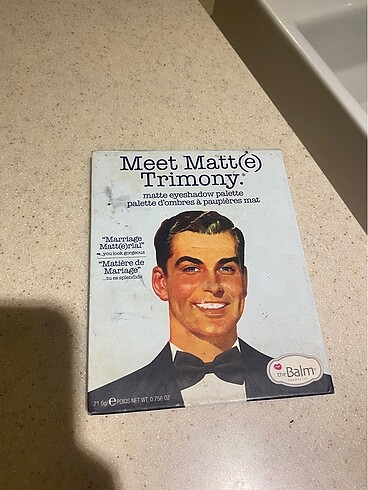 Meet Matt(e)
Trimony.®
matte eyeshadow palette
palette d'ombres à paupières mat
"Marriage
Matt(e)rial"
...you look gorgeous
"Matière de
Mariage"
...tu es splendide
theBalm®
cosmetics
21.6g/℮POIDS NET WT. 0.756 OZ